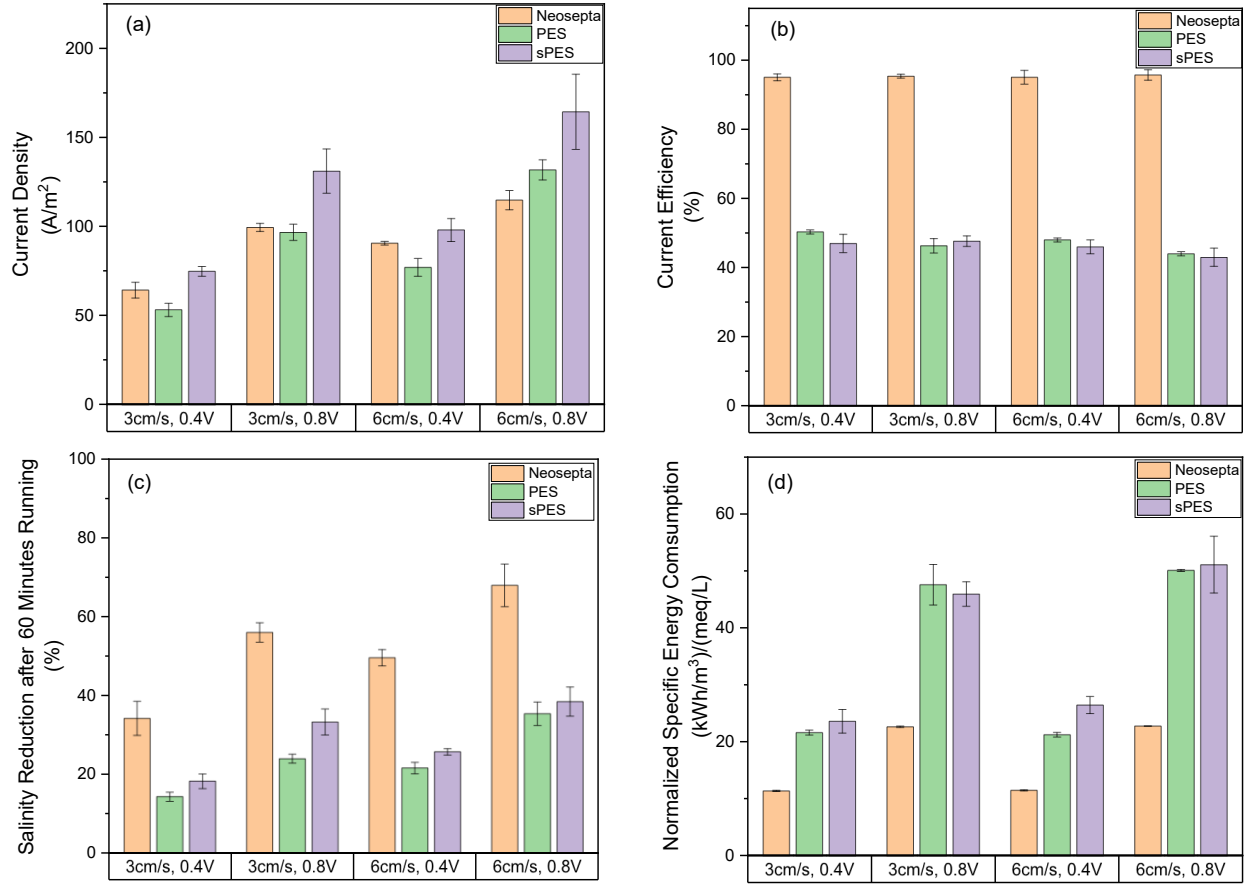 (a)
Neosepta
PES
sPES
Current Density
(A/m²)
200
150
100
50
0
3cm/s, 0.4V
3cm/s, 0.8V
6cm/s, 0.4V
6cm/s, 0.8V
(b)
Neosepta
PES
sPES
Current Efficiency
(%)
100
80
60
40
20
0
3cm/s, 0.4V
3cm/s, 0.8V
6cm/s, 0.4V
6cm/s, 0.8V
(c)
Neosepta
PES
sPES
Salinity Reduction after 60 Minutes Running
(%)
100
80
60
40
20
0
3cm/s, 0.4V
3cm/s, 0.8V
6cm/s, 0.4V
6cm/s, 0.8V
(d)
Neosepta
PES
sPES
Normalized Specific Energy Comsumption
(kWh/m³)/(meq/L)
60
40
20
0
3cm/s, 0.4V
3cm/s, 0.8V
6cm/s, 0.4V
6cm/s, 0.8V